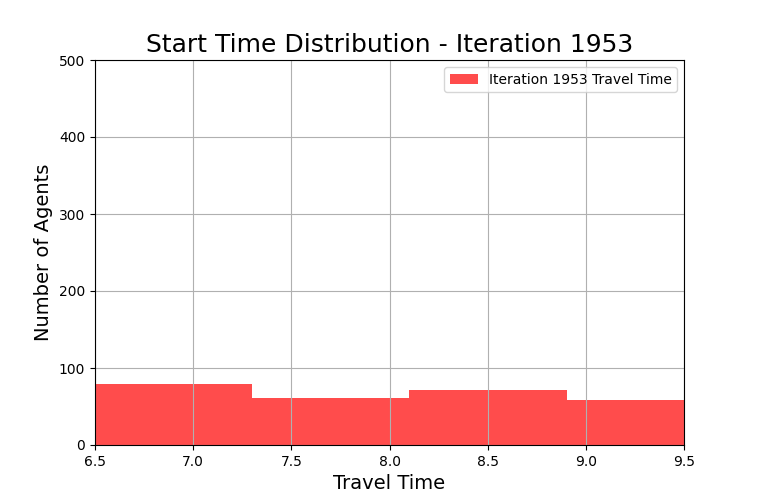 Start Time Distribution - Iteration 1953
Iteration 1953 Travel Time
Number of Agents
500
400
300
200
100
0
6.5 7.0 7.5 8.0 8.5 9.0 9.5
Travel Time